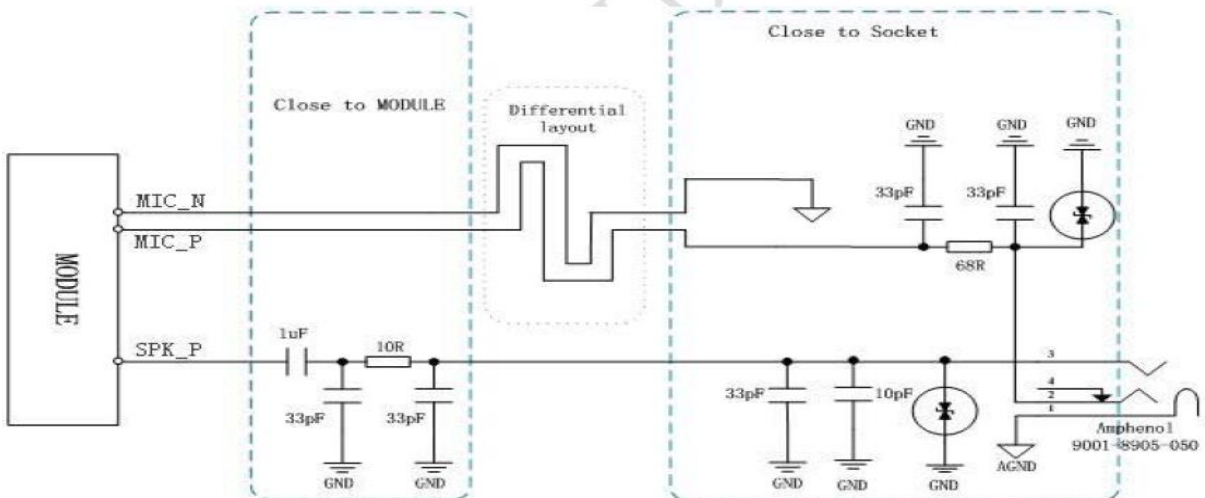 Close to Socket
Close to MODULE
Differential
layout
GND
GND
GND
MIC_N
33pF
33pF
MIC_P
68R
MODULE
1uF
SPK_P
10R
3
33pF
33pF
33pF
10pF
4
2
1
Amphenol
9001-8905-050
AGND
GND
GND
GND
GND
GND